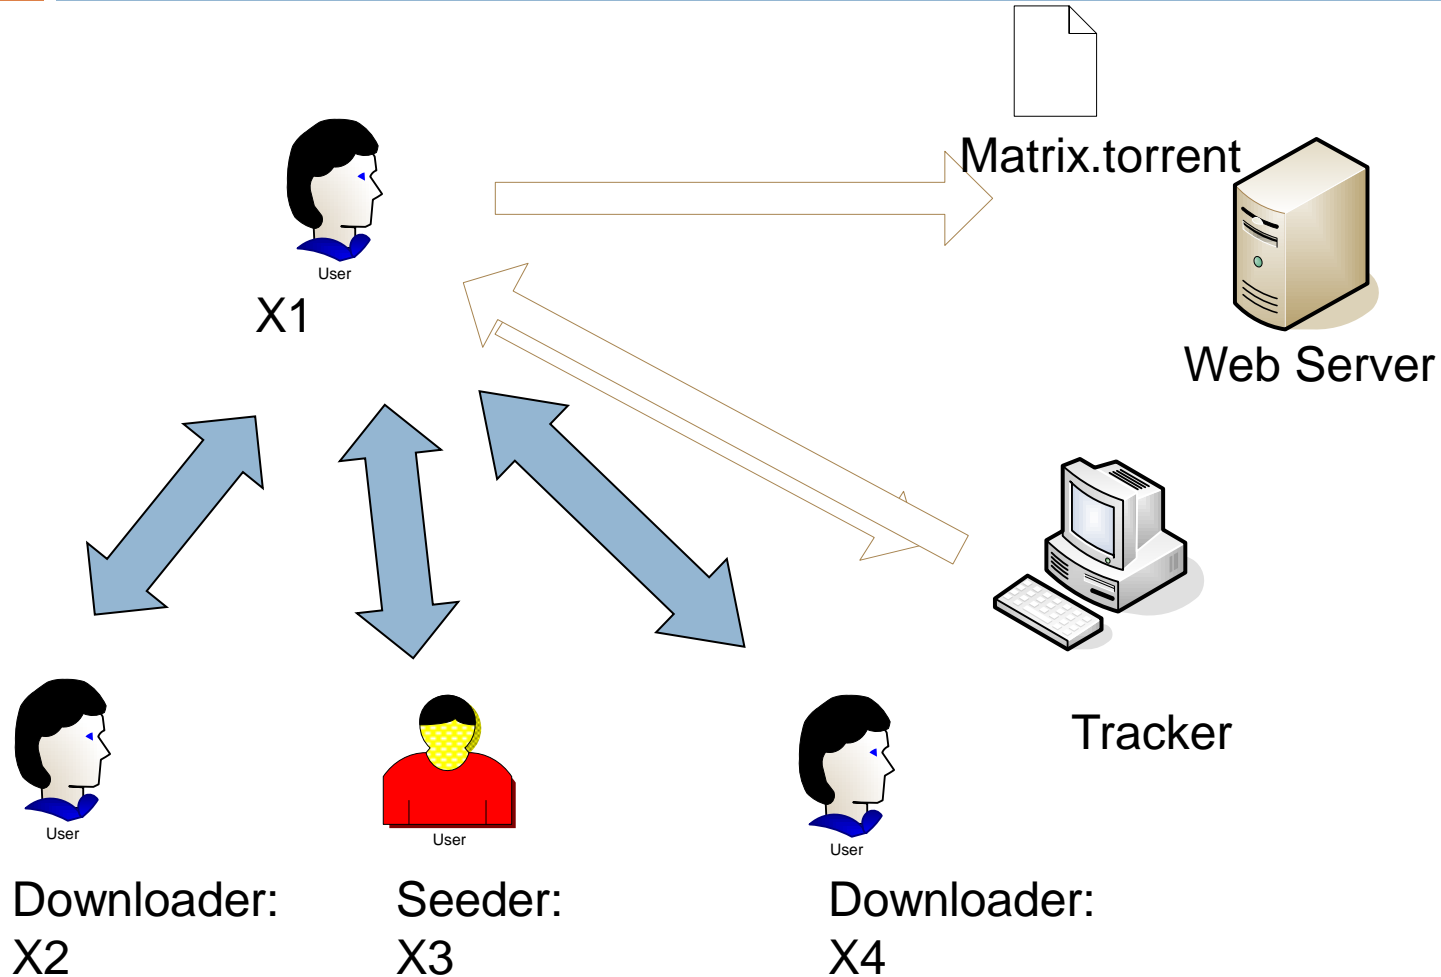 Matrix.torrent
User
X1
Web Server
Tracker
User
User
User
Downloader:
X2
Seeder:
X3
Downloader:
X4